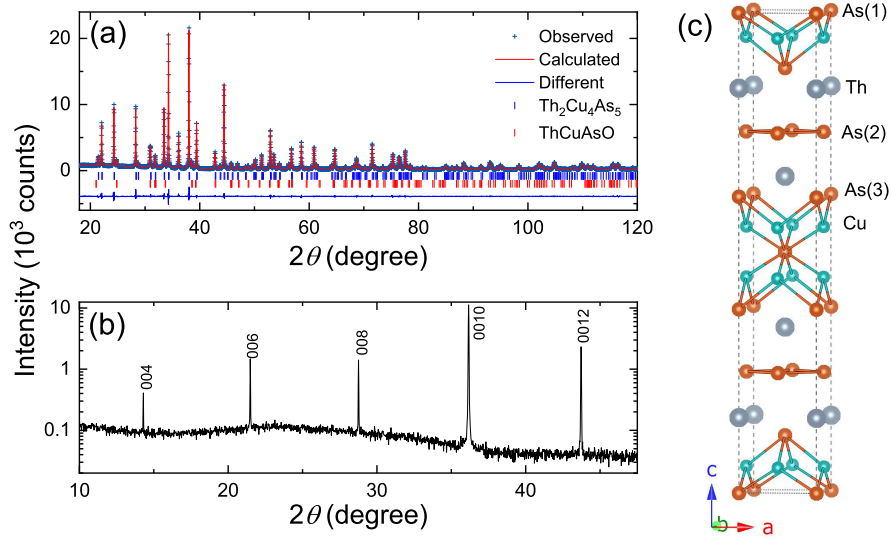 (a)
Observed
Calculated
Different
Th2Cu4As5
ThCuAsO
20
10
0
20 40 60 80 100 120
2θ (degree)
Intensity (10³ counts)
(b)
10
1
0.1
004
006
008
0010
0012
10 20 30 40
2θ (degree)
(c)
As(1)
Th
As(2)
As(3)
Cu
c
b
a